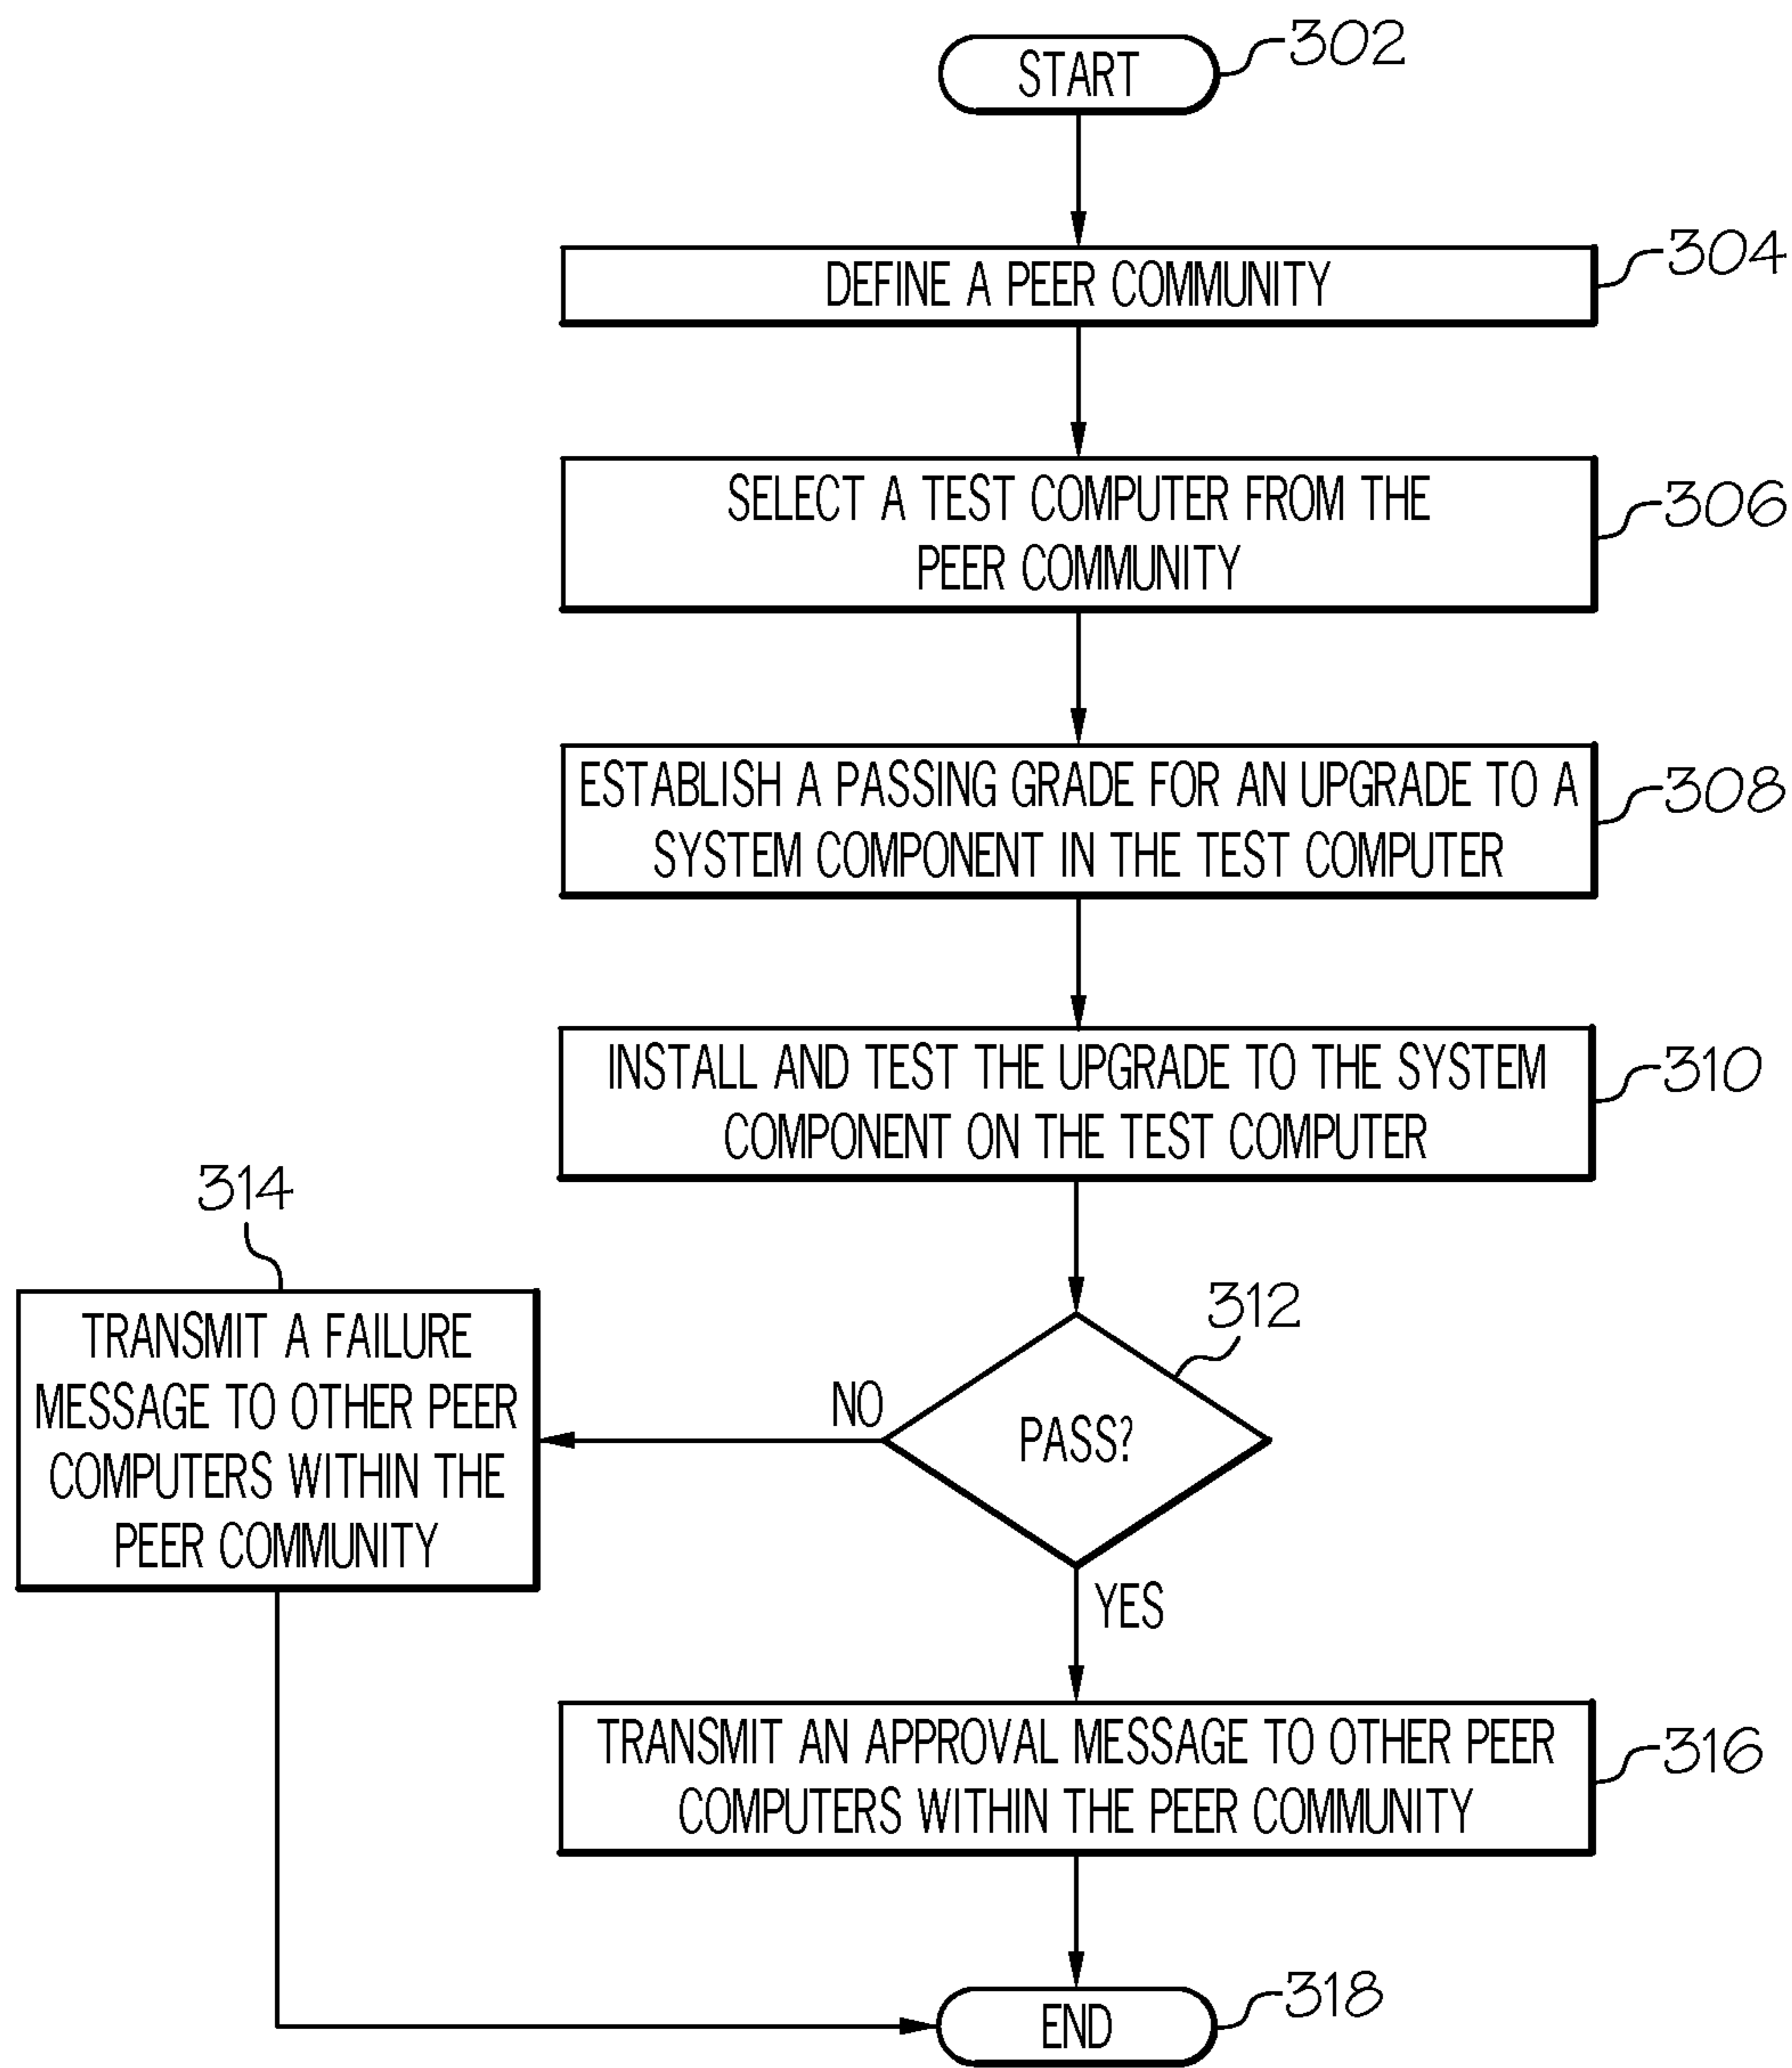 START
302
DEFINE A PEER COMMUNITY
304
SELECT A TEST COMPUTER FROM THE
PEER COMMUNITY
306
ESTABLISH A PASSING GRADE FOR AN UPGRADE TO A
SYSTEM COMPONENT IN THE TEST COMPUTER
308
INSTALL AND TEST THE UPGRADE TO THE SYSTEM
COMPONENT ON THE TEST COMPUTER
310
PASS?
312
NO
314
TRANSMIT A FAILURE
MESSAGE TO OTHER PEER
COMPUTERS WITHIN THE
PEER COMMUNITY
YES
TRANSMIT AN APPROVAL MESSAGE TO OTHER PEER
COMPUTERS WITHIN THE PEER COMMUNITY
316
END
318